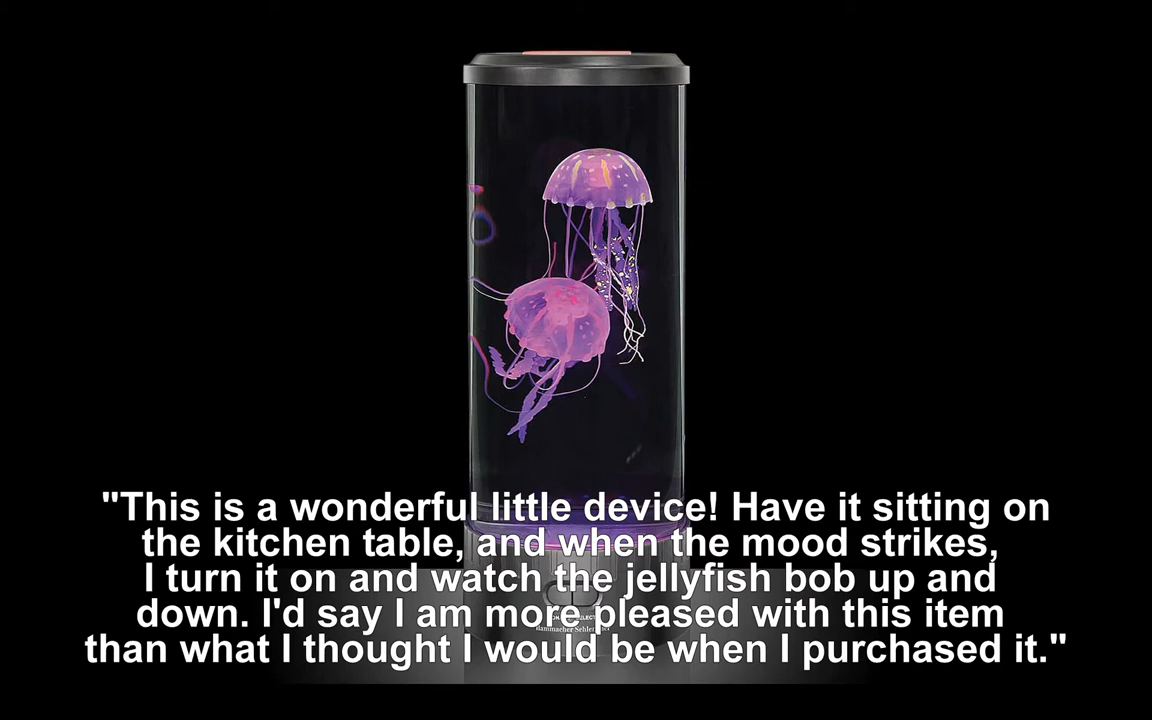 "This is a wonderful little device! Have it sitting on
the kitchen table, and when the mood strikes,
I turn it on and watch the jellyfish bob up and
down. I'd say I am more pleased with this item
than what I thought I would be when I purchased it."
Hammacher Schlemmer